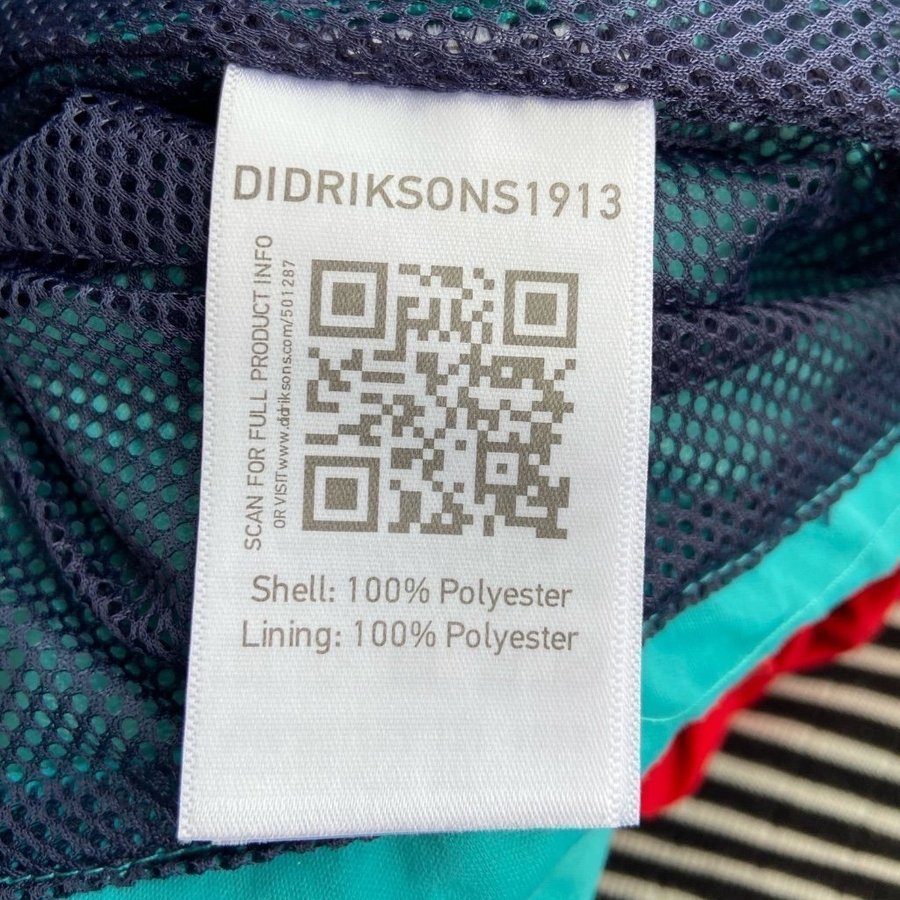 DIDRIKSONS1913
SCAN FOR FULL PRODUCT INFO
OR VISIT www.didriksons.com/501287
Shell: 100% Polyester
Lining: 100% Polyester